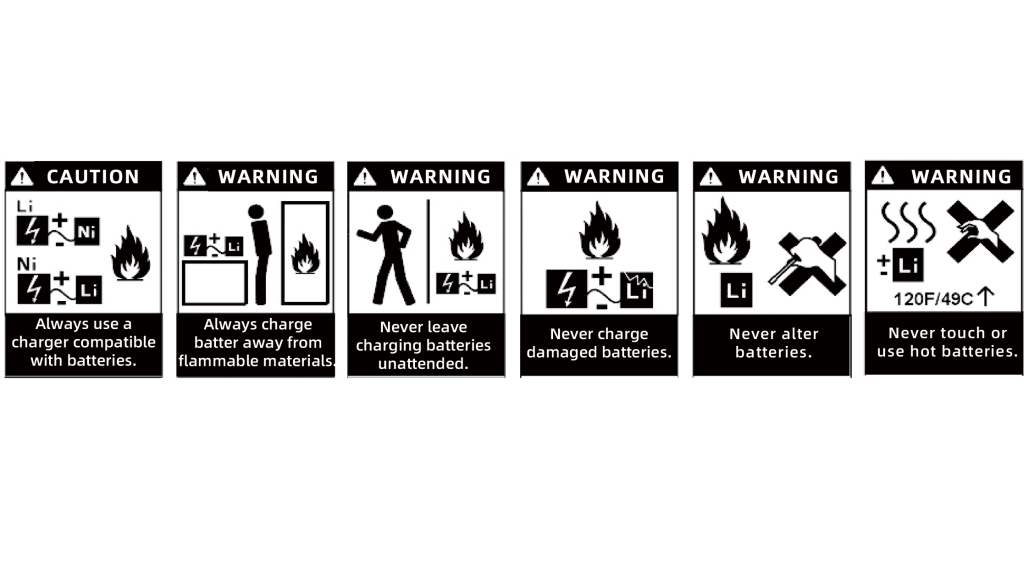 CAUTION
Li
+
Ni
-
Ni
+
Li
-
Always use a
charger compatible
with batteries.
WARNING
+
Li
-
Always charge
batter away from
flammable materials.
WARNING
+
Li
-
Never leave
charging batteries
unattended.
WARNING
+
Li
-
Never charge
damaged batteries.
WARNING
Li
Never alter
batteries.
WARNING
+
Li
-
120F/49C↑
Never touch or
use hot batteries.